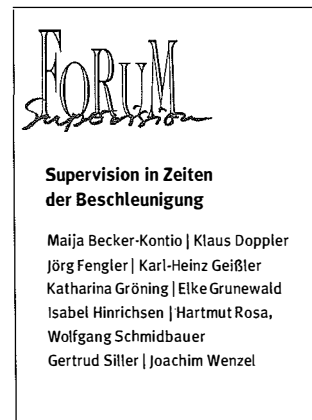 FORUM
Supervision
Supervision in Zeiten
der Beschleunigung
Maija Becker-Kontio | Klaus Doppler
Jörg Fengler | Karl-Heinz Geißler
Katharina Gröning | Elke Grunewald
Isabel Hinrichsen | Hartmut Rosa,
Wolfgang Schmidbauer
Gertrud Siller | Joachim Wenzel